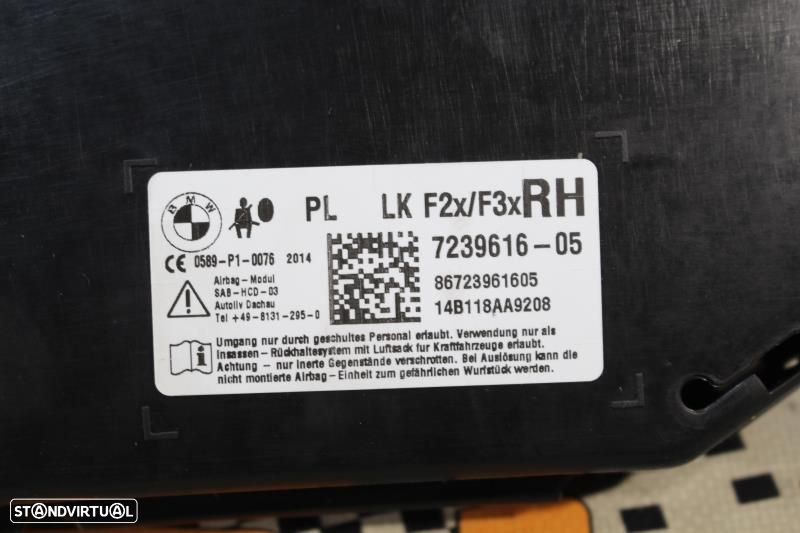 BMW
PL LK F2x/F3x RH
7239616-05
CE 0589-P1-0076 2014
86723961605
14B118AA9208
Airbag-Modul
SAB-HCD-03
Autoliv Dachau
Tel +49-8131-295-0
Umgang nur durch geschultes Personal erlaubt. Verwendung nur als
Insassen-Rückhaltesystem mit Luftsack für Kraftfahrzeuge erlaubt.
Achtung - nur inerte Gegenstände verschrotten. Bei Auslösung kann die
nicht montierte Airbag-Einheit zum gefährlichen Wurfstück werden.
STANDVIRTUAL